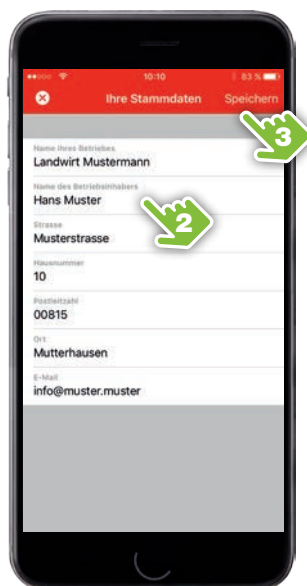 10:10
83 %
Ihre Stammdaten
Speichern
3
Name Ihres Betriebes
Landwirt Mustermann
Name des Betriebsinhabers
Hans Muster
2
Strasse
Musterstrasse
Hausnummer
10
Postleitzahl
00815
Ort
Mutterhausen
E-Mail
info@muster.muster